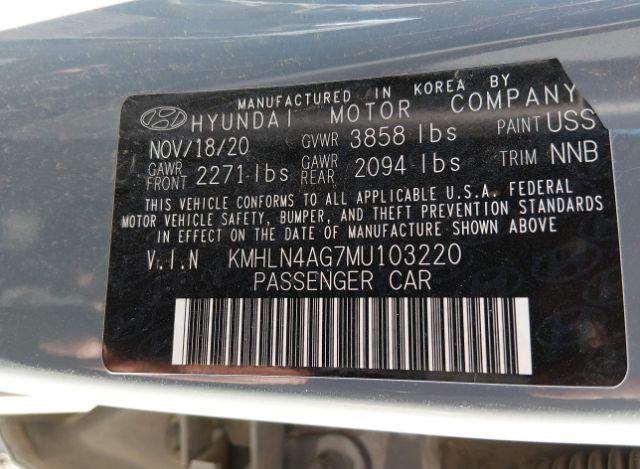 MANUFACTURED IN KOREA BY
HYUNDAI MOTOR COMPANY
NOV/18/20 GVWR 3858 lbs PAINT USS
GAWR FRONT 2271 lbs GAWR REAR 2094 lbs TRIM NNB
THIS VEHICLE CONFORMS TO ALL APPLICABLE U.S.A. FEDERAL
MOTOR VEHICLE SAFETY, BUMPER, AND THEFT PREVENTION STANDARDS
IN EFFECT ON THE DATE OF MANUFACTURE SHOWN ABOVE.
V.I.N KMHLN4AG7MU103220
PASSENGER CAR